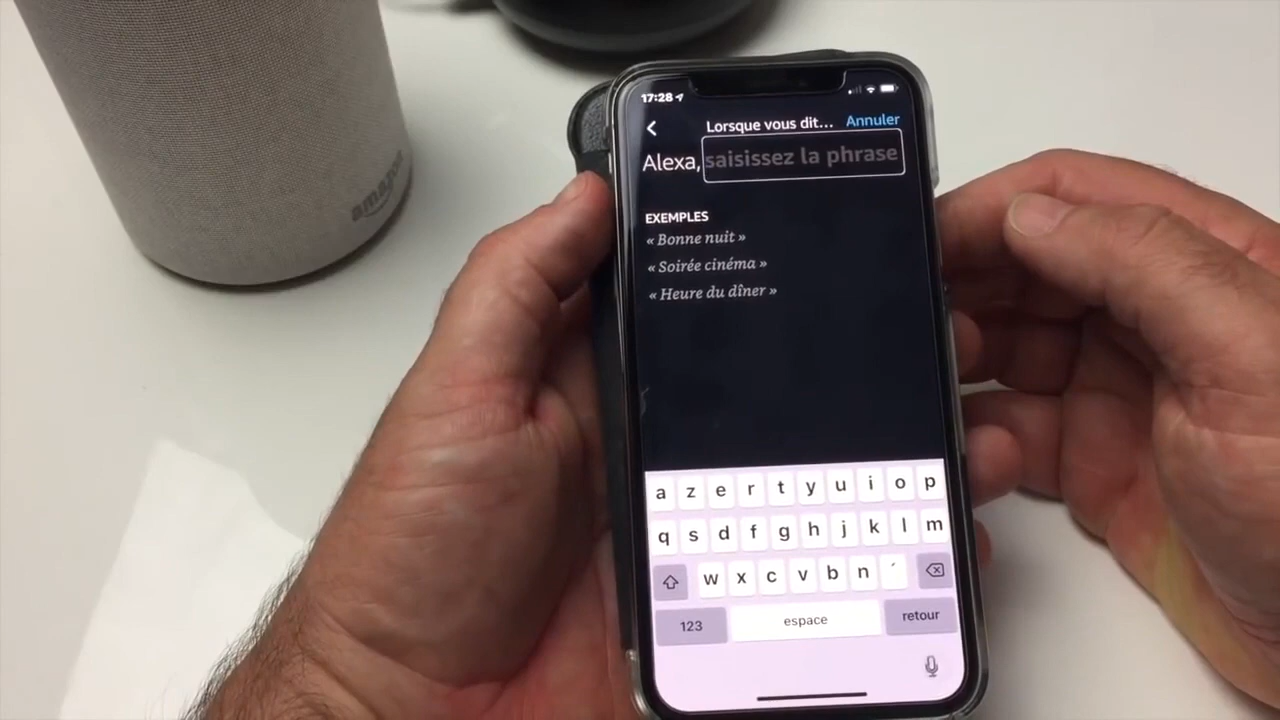 amazon
17:28
Lorsque vous dit... Annuler
Alexa, saisissez la phrase
EXEMPLES
« Bonne nuit »
« Soirée cinéma »
« Heure du dîner »
a z e r t y u i o p
q s d f g h j k l m
w x c v b n ´
123 espace retour